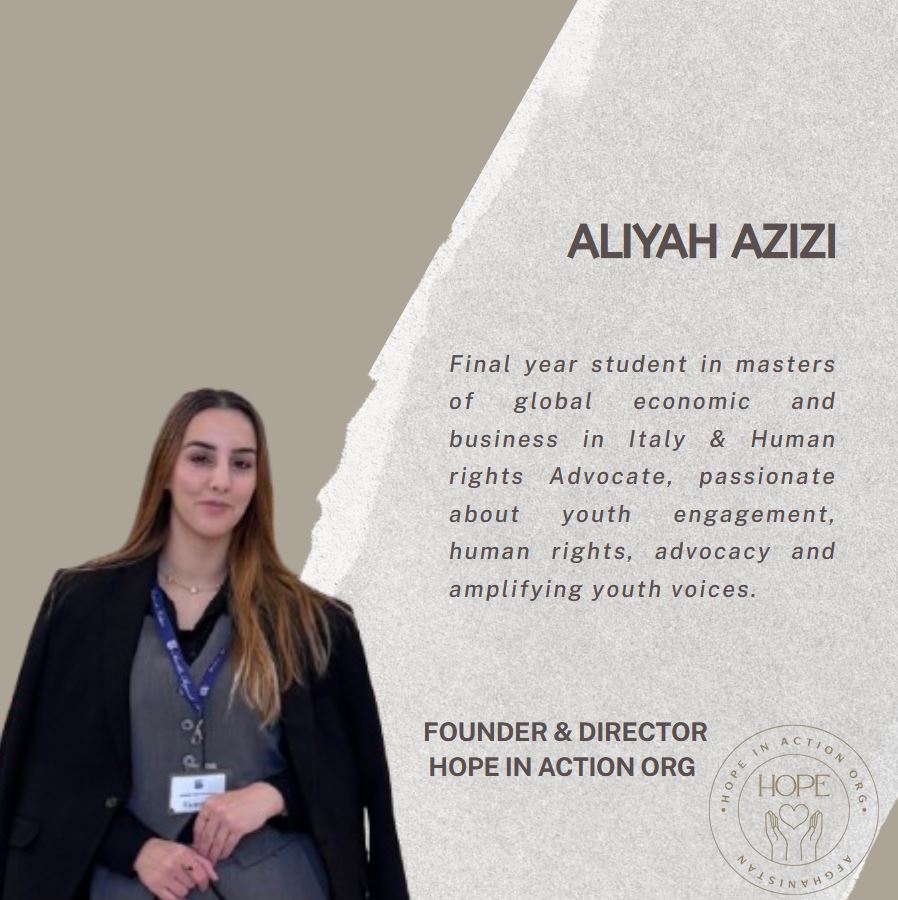 ALIYAH AZIZI
Final year student in masters
of global economic and
business in Italy & Human
rights Advocate, passionate
about youth engagement,
human rights, advocacy and
amplifying youth voices.
FOUNDER & DIRECTOR
HOPE IN ACTION ORG
HOPE IN ACTION ORG
HOPE
AFGHANISTAN